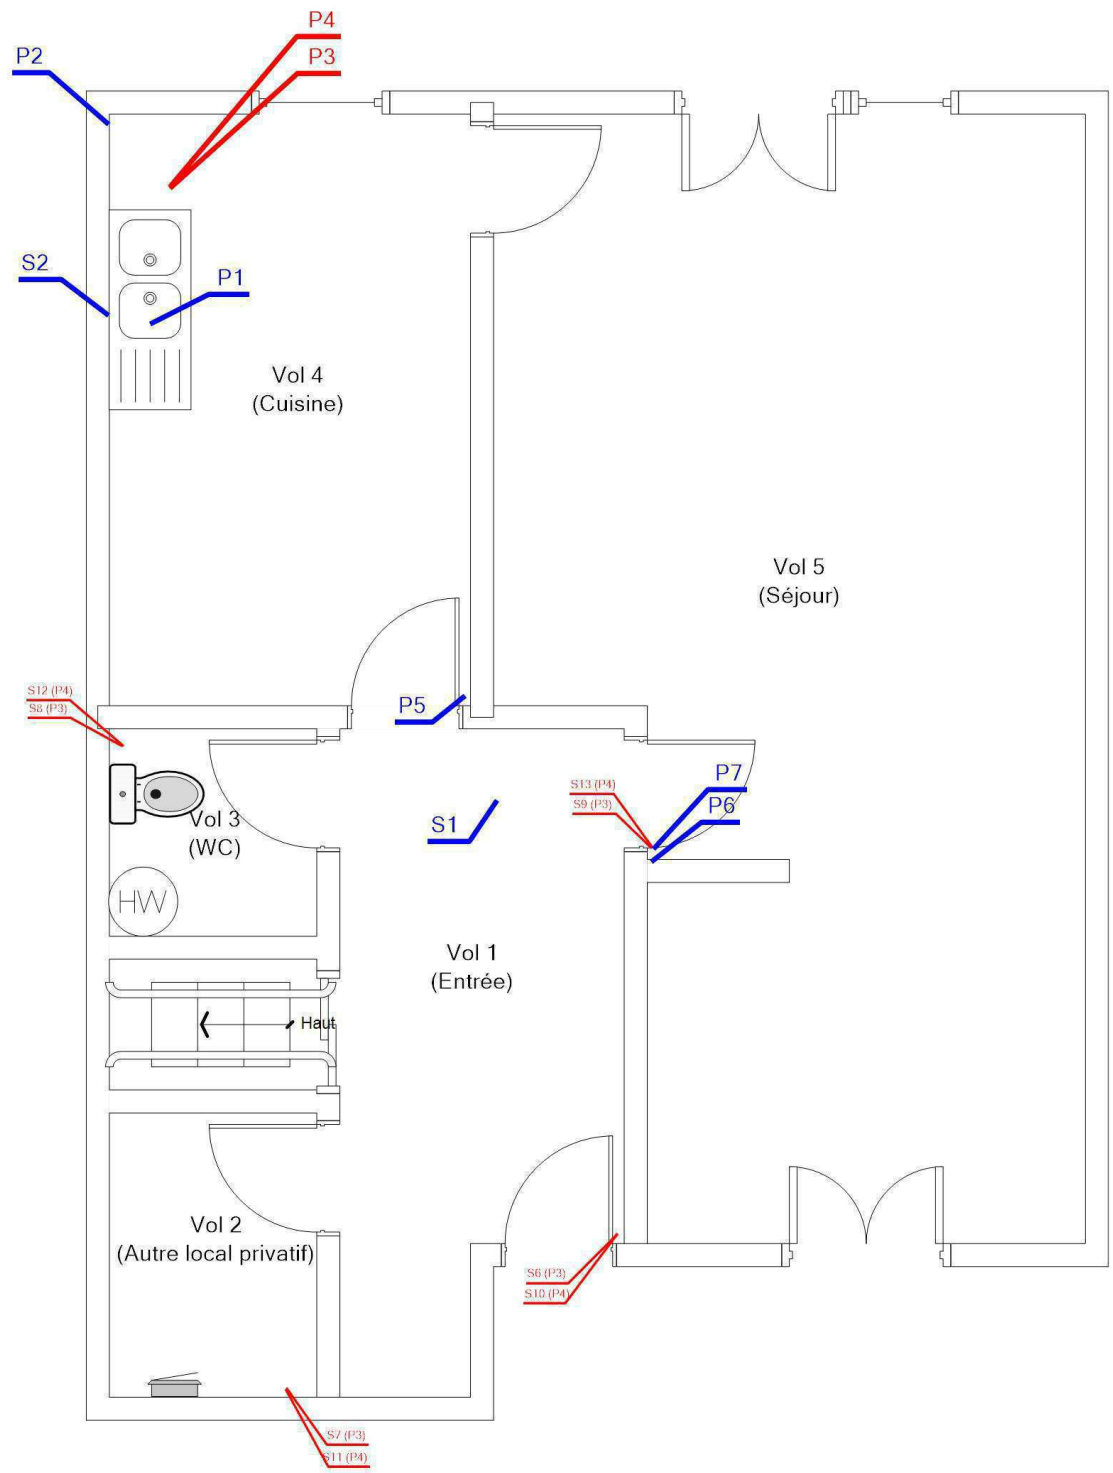 P4
P3
P2
S2
P1
Vol 4
(Cuisine)
Vol 5
(Séjour)
S12 (P4)
S8 (P3)
P5
P7
P6
S13 (P4)
S9 (P3)
S1
Vol 3
(WC)
HW
Vol 1
(Entrée)
Haut
Vol 2
(Autre local privatif)
S6 (P3)
S10 (P4)
S7 (P3)
S11 (P4)